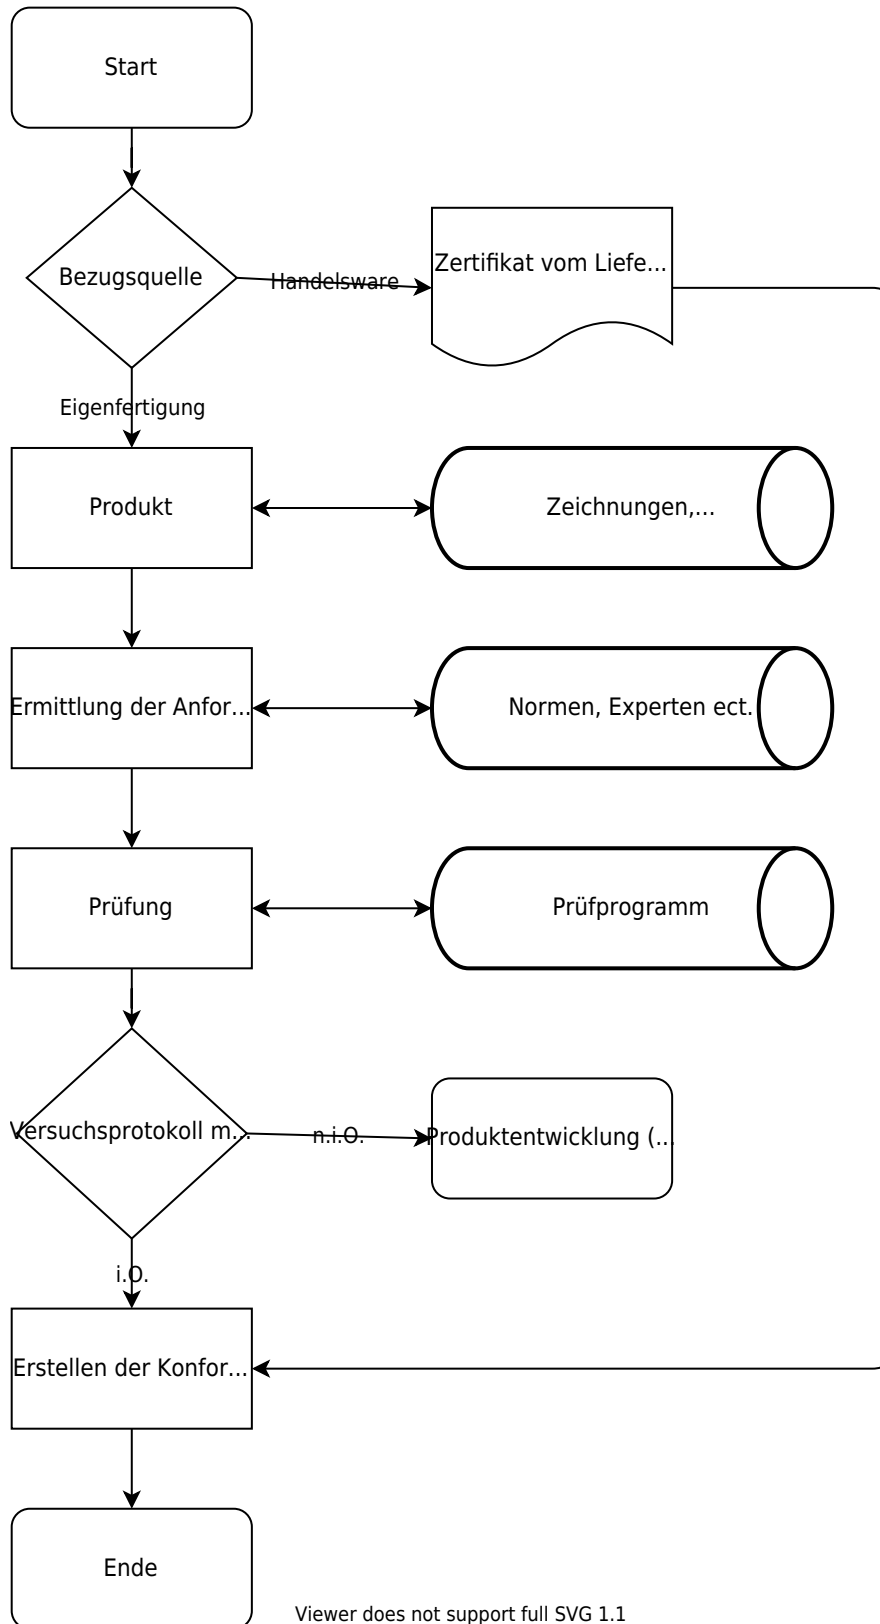 Start
Bezugsquelle
Handelsware
Zertifikat vom Liefe...
Eigenfertigung
Produkt
Zeichnungen,...
Ermittlung der Anfor...
Normen, Experten ect.
Prüfung
Prüfprogramm
Versuchsprotokoll m...
n.i.O.
Produktentwicklung (...
i.O.
Erstellen der Konfor...
Ende
Viewer does not support full SVG 1.1